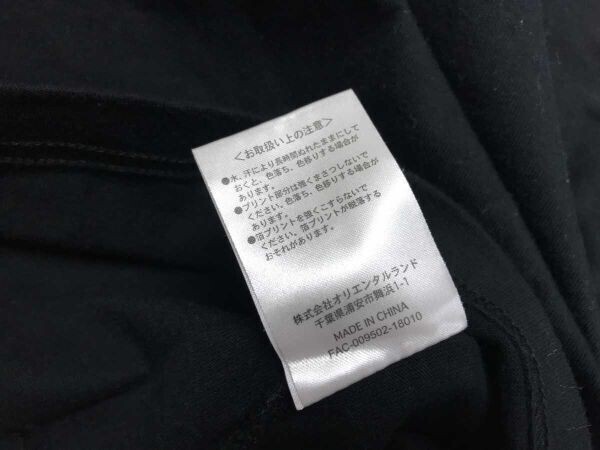 ＜お取扱い上の注意＞
●水、汗により長時間ぬれたままにして
おくと、色落ち、色移りする場合が
あります。
●プリント部分は強くまさつしないで
ください。色落ち、色移りする場合が
あります。
●箔プリントを強くこすらないで
ください。箔プリントが脱落する
おそれがあります。
株式会社オリエンタルランド
千葉県浦安市舞浜1-1
MADE IN CHINA
FAC-009502-18010